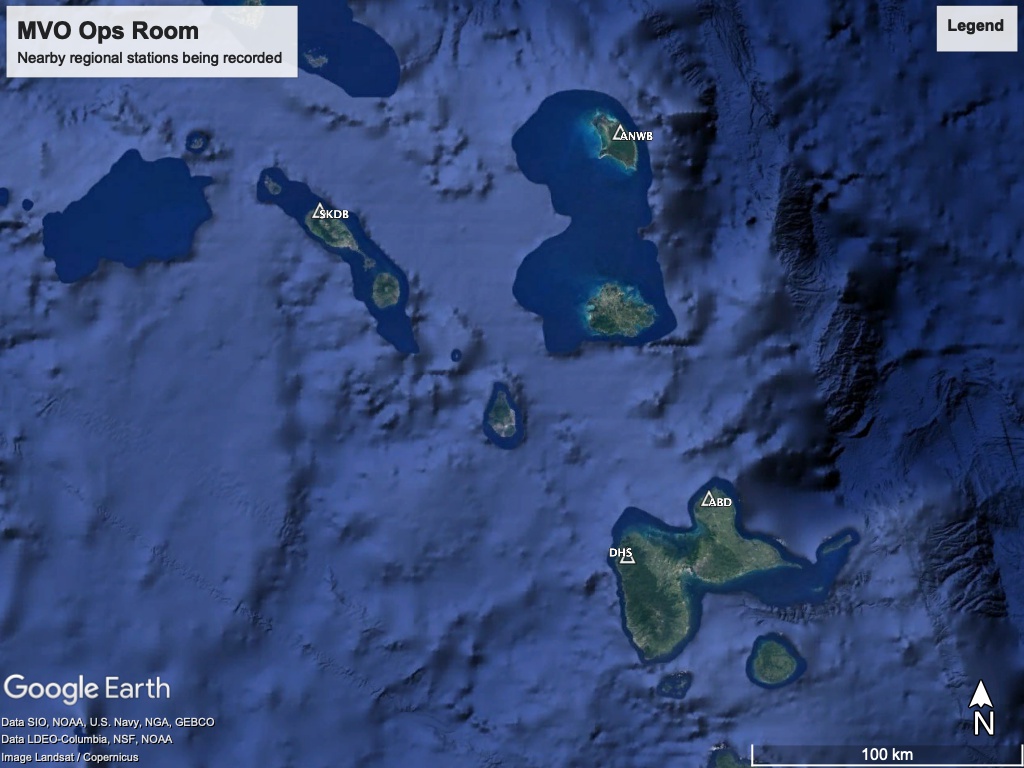 MVO Ops Room
Nearby regional stations being recorded
Legend
ANWB
SKDB
ABD
DHS
Google Earth
Data SIO, NOAA, U.S. Navy, NGA, GEBCO
Data LDEO-Columbia, NSF, NOAA
Image Landsat / Copernicus
N
100 km